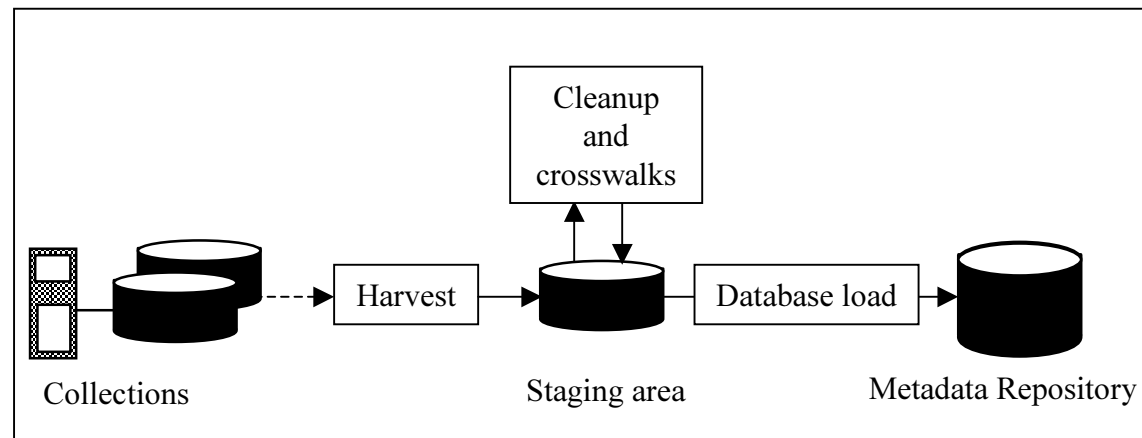 Cleanup
and
crosswalks
Harvest
Database load
Collections
Staging area
Metadata Repository